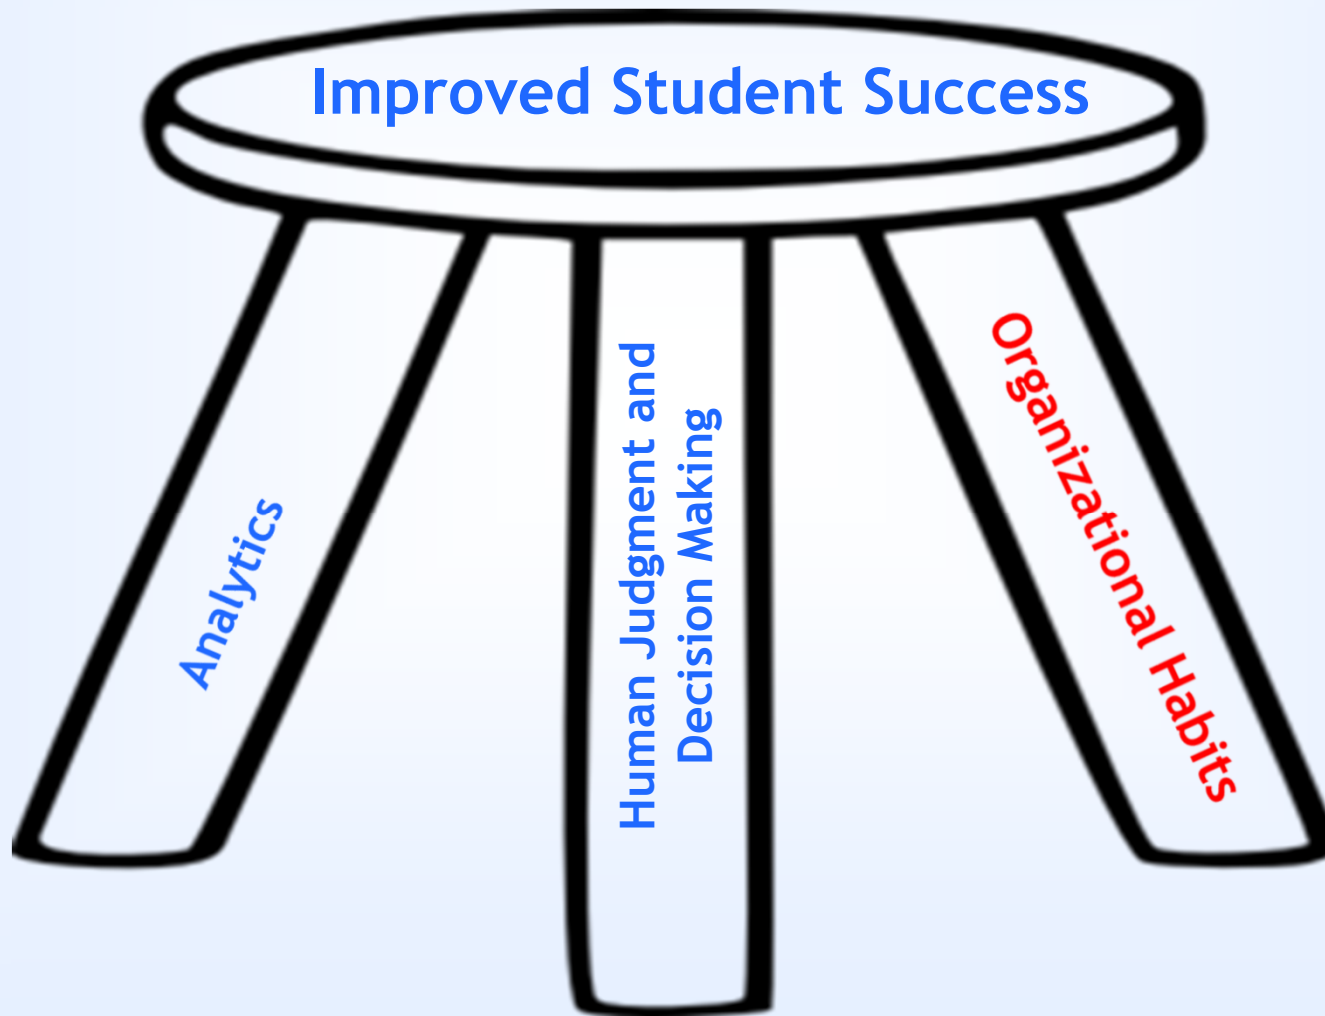 Improved Student Success
Analytics
Human Judgment and
Decision Making
Organizational Habits